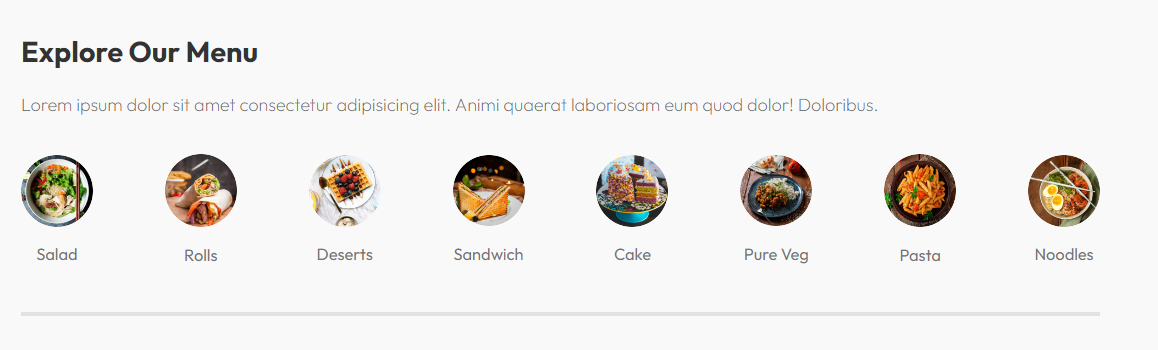 Explore Our Menu
Lorem ipsum dolor sit amet consectetur adipisicing elit. Animi quaerat laboriosam eum quod dolor! Doloribus.
Salad
Rolls
Deserts
Sandwich
Cake
Pure Veg
Pasta
Noodles